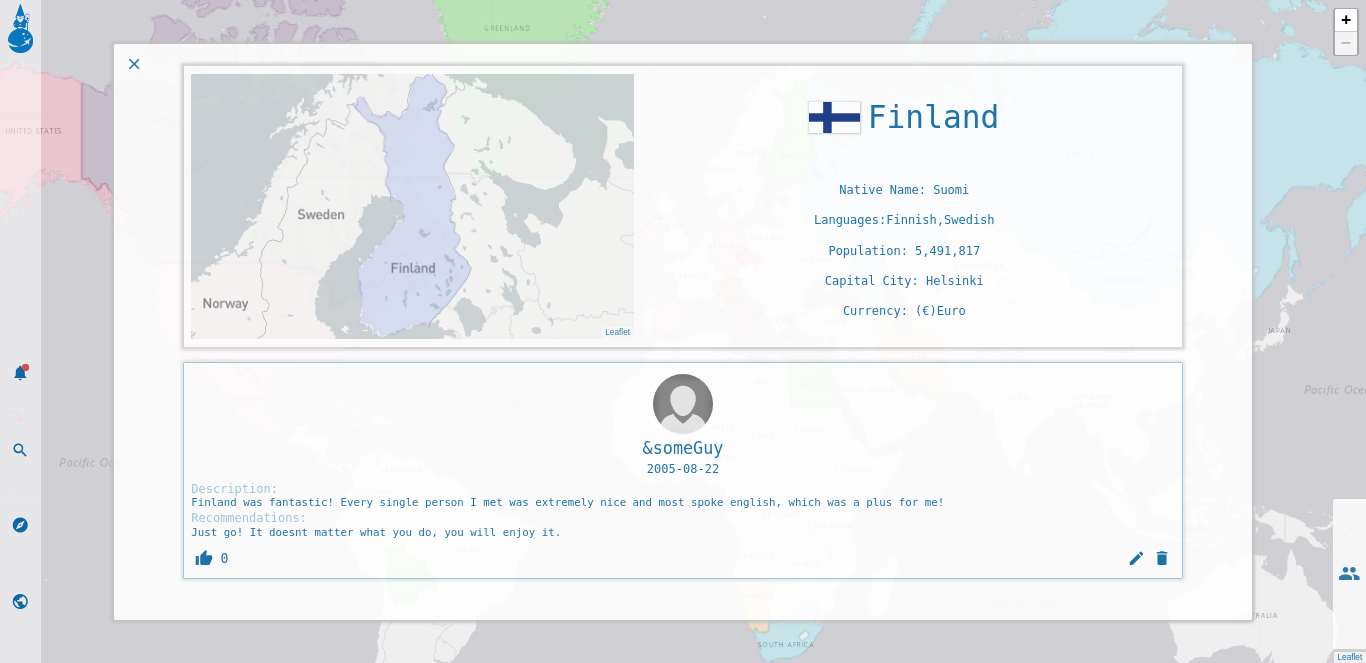 GREENLAND
+
−
UNITED STATES
Finland
Sweden
Finland
Norway
Leaflet
Native Name: Suomi
Languages:Finnish,Swedish
Population: 5,491,817
Capital City: Helsinki
Currency: (€)Euro
JAPAN
Pacific Oce
&someGuy
2005-08-22
Pacific Oc
Description:
Finland was fantastic! Every single person I met was extremely nice and most spoke english, which was a plus for me!
Recommendations:
Just go! It doesnt matter what you do, you will enjoy it.
0
RALIA
SOUTH AFRICA
Leaflet